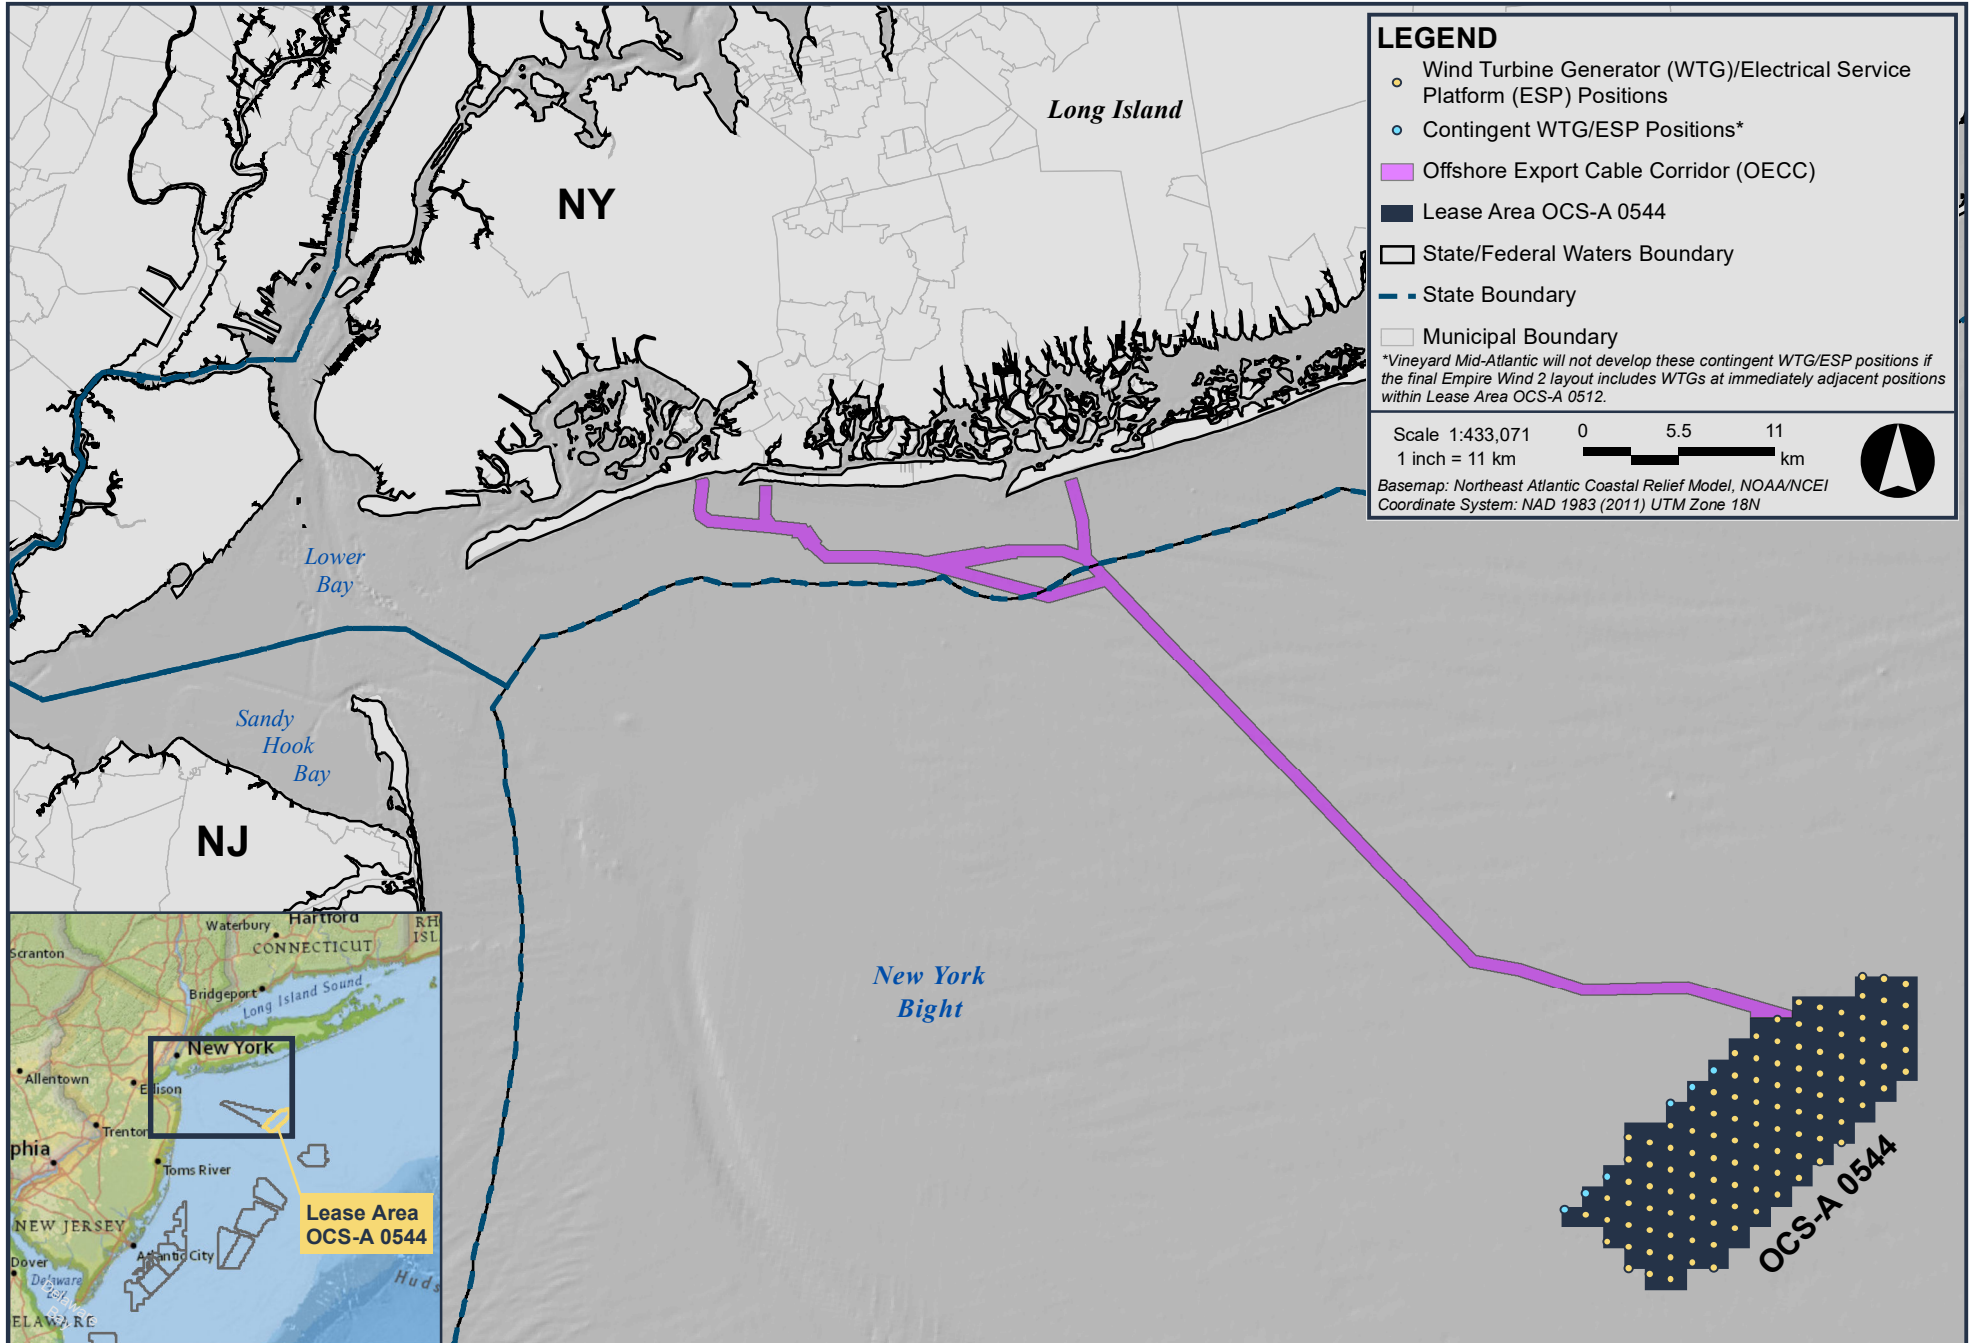 LEGEND
Wind Turbine Generator (WTG)/Electrical Service
Platform (ESP) Positions
Contingent WTG/ESP Positions*
Offshore Export Cable Corridor (OECC)
Lease Area OCS-A 0544
State/Federal Waters Boundary
State Boundary
Municipal Boundary
*Vineyard Mid-Atlantic will not develop these contingent WTG/ESP positions if
the final Empire Wind 2 layout includes WTGs at immediately adjacent positions
within Lease Area OCS-A 0512.
Scale 1:433,071
1 inch = 11 km
0 5.5 11
km
Basemap: Northeast Atlantic Coastal Relief Model, NOAA/NCEI
Coordinate System: NAD 1983 (2011) UTM Zone 18N
Long Island
NY
Lower
Bay
Sandy
Hook
Bay
NJ
New York
Bight
OCS-A 0544
Hartford
Waterbury
CONNECTICUT
RH
ISL
Scranton
Bridgeport
Long Island Sound
New York
Allentown
Edison
Trenton
phia
Toms River
Lease Area
OCS-A 0544
NEW JERSEY
Atlantic City
Dover
Delaware
Bay
Huds
ELAWARE